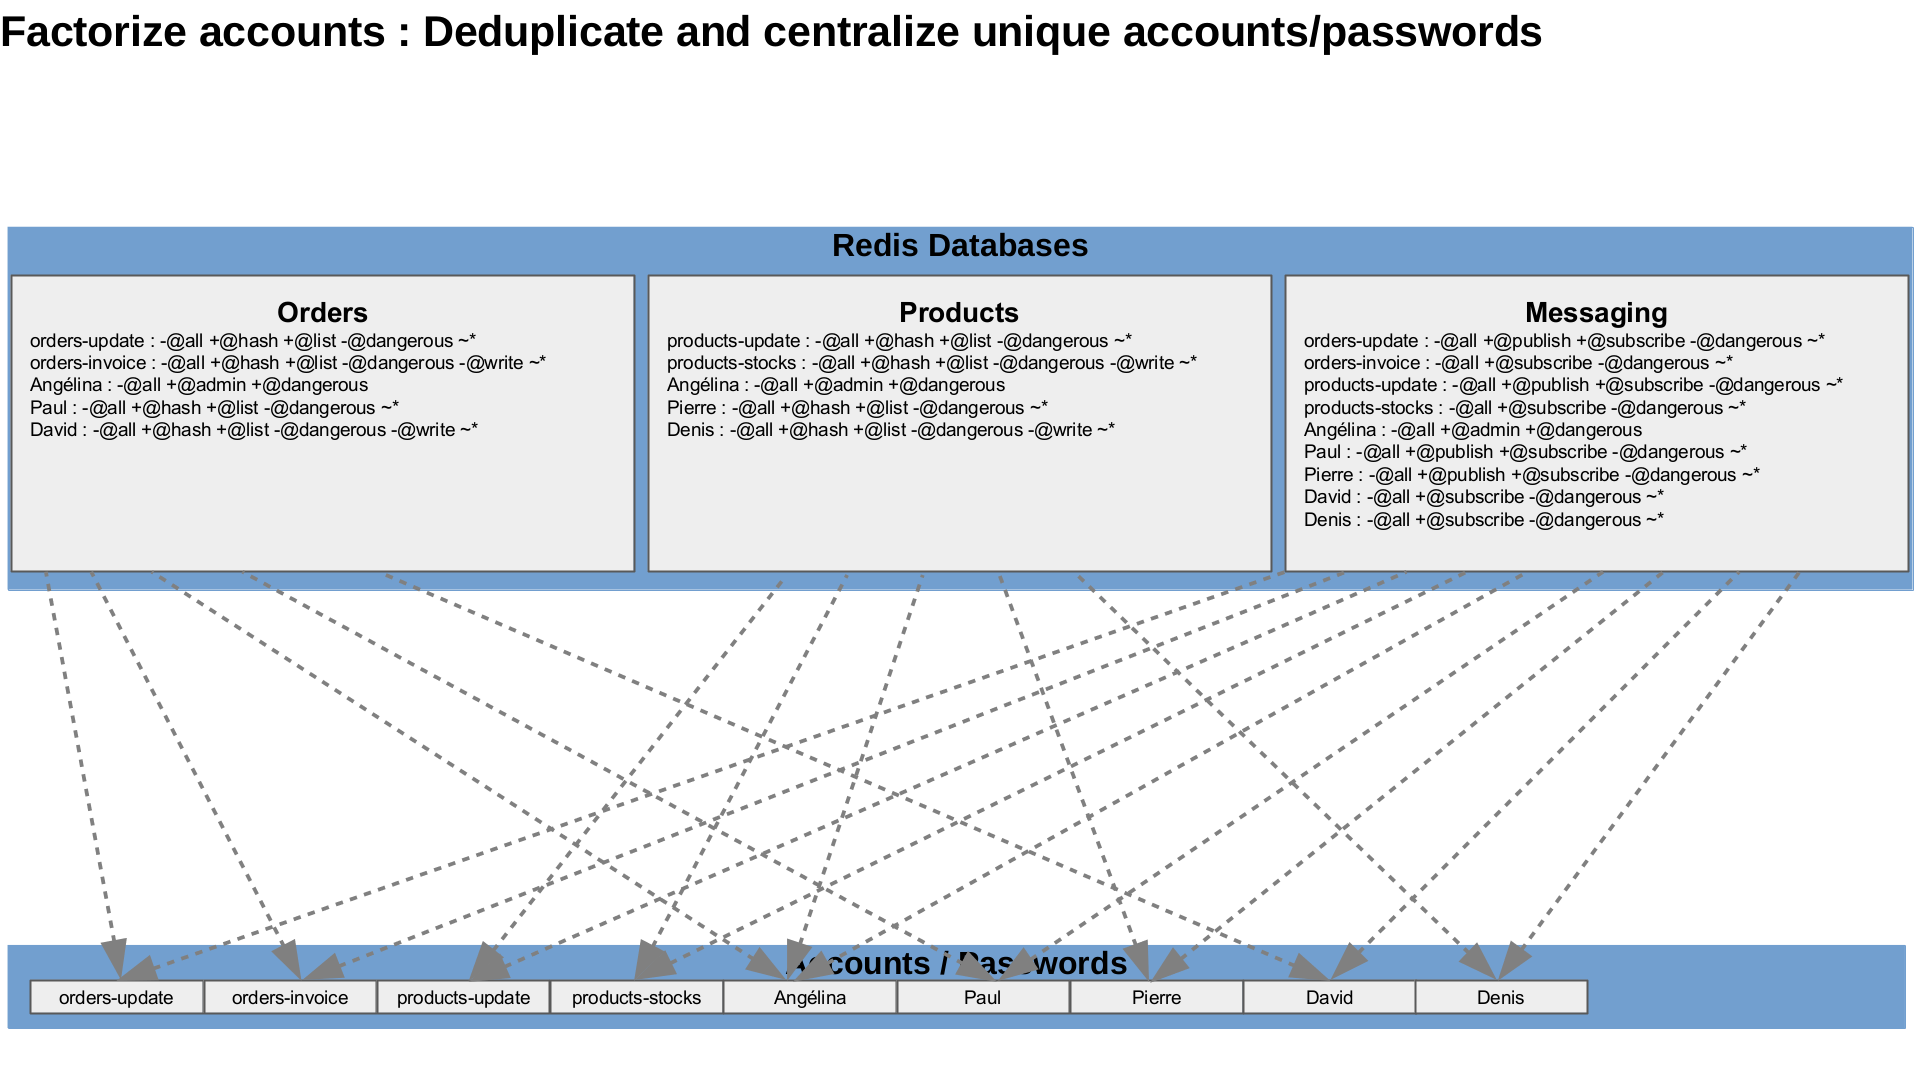 Factorize accounts : Deduplicate and centralize unique accounts/passwords
Redis Databases
Orders
orders-update : -@all +@hash +@list -@dangerous ~*
orders-invoice : -@all +@hash +@list -@dangerous -@write ~*
Angélina : -@all +@admin +@dangerous
Paul : -@all +@hash +@list -@dangerous ~*
David : -@all +@hash +@list -@dangerous -@write ~*
Products
products-update : -@all +@hash +@list -@dangerous ~*
products-stocks : -@all +@hash +@list -@dangerous -@write ~*
Angélina : -@all +@admin +@dangerous
Pierre : -@all +@hash +@list -@dangerous ~*
Denis : -@all +@hash +@list -@dangerous -@write ~*
Messaging
orders-update : -@all +@publish +@subscribe -@dangerous ~*
orders-invoice : -@all +@subscribe -@dangerous ~*
products-update : -@all +@publish +@subscribe -@dangerous ~*
products-stocks : -@all +@subscribe -@dangerous ~*
Angélina : -@all +@admin +@dangerous
Paul : -@all +@publish +@subscribe -@dangerous ~*
Pierre : -@all +@publish +@subscribe -@dangerous ~*
David : -@all +@subscribe -@dangerous ~*
Denis : -@all +@subscribe -@dangerous ~*
Accounts / Passwords
orders-update
orders-invoice
products-update
products-stocks
Angélina
Paul
Pierre
David
Denis